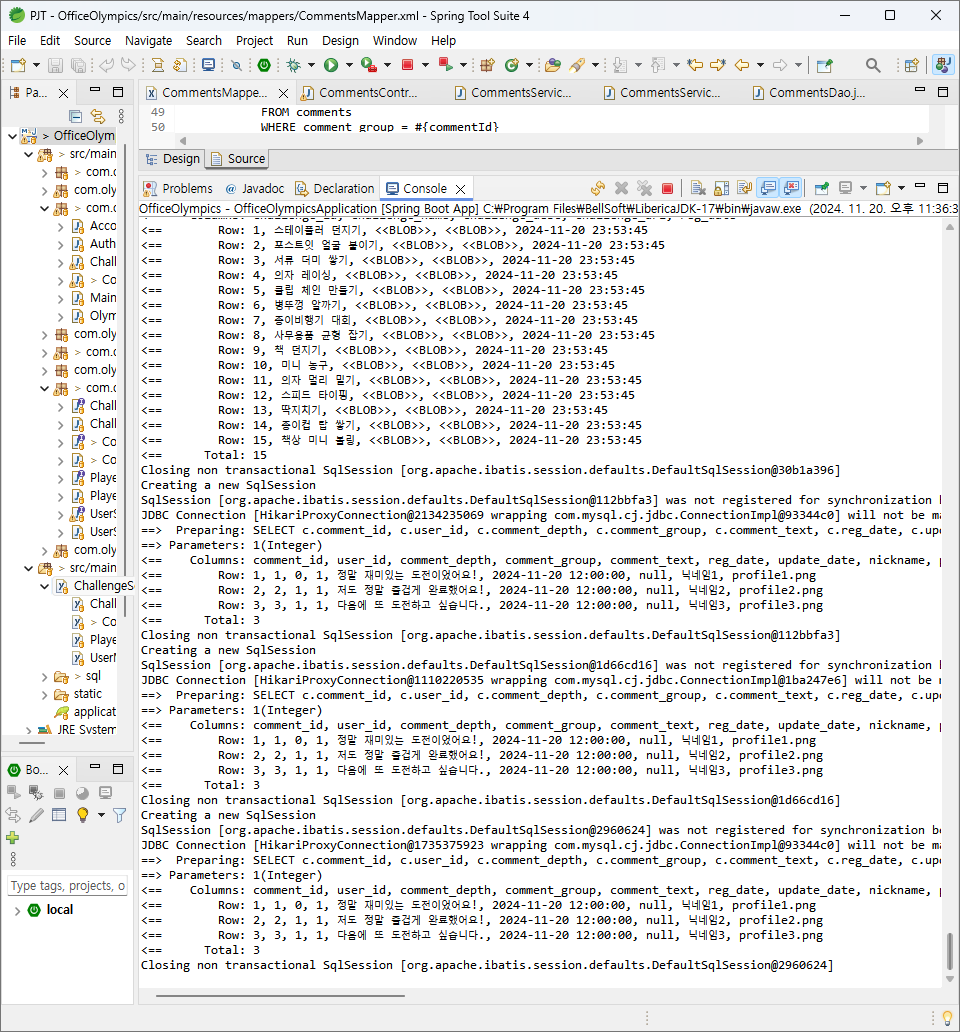 PJT - OfficeOlympics/src/main/resources/mappers/CommentsMapper.xml - Spring Tool Suite 4
File Edit Source Navigate Search Project Run Design Window Help
Pa...
CommentsMappe... CommentsContr... CommentsServic... CommentsServic... CommentsDao.j...
49 FROM comments
50 WHERE comment_group = #{commentId}
Design Source
Problems Javadoc Declaration Console
OfficeOlympics - OfficeOlympicsApplication [Spring Boot App] C:₩Program Files₩BellSoft₩LibericaJDK-17₩bin₩javaw.exe (2024. 11. 20. 오후 11:36:3
> OfficeOlym
> src/main
> com.c
com.oly
> com.c
Acco
Auth
Chall
> Co
Main
Olym
com.oly
> com.c
com.oly
> com.c
Chall
Chall
> Co
> Co
Playe
Playe
UserS
UserS
com.oly
> src/main
ChallengeS
Chall
> Co
Playe
UserM
> sql
static
applicat
JRE System
Bo...
Type tags, projects, o
local
<== Row: 1, 스테이플러 던지기, <<BLOB>>, <<BLOB>>, 2024-11-20 23:53:45
<== Row: 2, 포스트잇 얼굴 붙이기, <<BLOB>>, <<BLOB>>, 2024-11-20 23:53:45
<== Row: 3, 서류 더미 쌓기, <<BLOB>>, <<BLOB>>, 2024-11-20 23:53:45
<== Row: 4, 의자 레이싱, <<BLOB>>, <<BLOB>>, 2024-11-20 23:53:45
<== Row: 5, 클립 체인 만들기, <<BLOB>>, <<BLOB>>, 2024-11-20 23:53:45
<== Row: 6, 병뚜껑 알까기, <<BLOB>>, <<BLOB>>, 2024-11-20 23:53:45
<== Row: 7, 종이비행기 대회, <<BLOB>>, <<BLOB>>, 2024-11-20 23:53:45
<== Row: 8, 사무용품 균형 잡기, <<BLOB>>, <<BLOB>>, 2024-11-20 23:53:45
<== Row: 9, 책 던지기, <<BLOB>>, <<BLOB>>, 2024-11-20 23:53:45
<== Row: 10, 미니 농구, <<BLOB>>, <<BLOB>>, 2024-11-20 23:53:45
<== Row: 11, 의자 멀리 밀기, <<BLOB>>, <<BLOB>>, 2024-11-20 23:53:45
<== Row: 12, 스피드 타이핑, <<BLOB>>, <<BLOB>>, 2024-11-20 23:53:45
<== Row: 13, 딱지치기, <<BLOB>>, <<BLOB>>, 2024-11-20 23:53:45
<== Row: 14, 종이컵 탑 쌓기, <<BLOB>>, <<BLOB>>, 2024-11-20 23:53:45
<== Row: 15, 책상 미니 볼링, <<BLOB>>, <<BLOB>>, 2024-11-20 23:53:45
<== Total: 15
Closing non transactional SqlSession [org.apache.ibatis.session.defaults.DefaultSqlSession@30b1a396]
Creating a new SqlSession
SqlSession [org.apache.ibatis.session.defaults.DefaultSqlSession@112bbfa3] was not registered for synchronization
JDBC Connection [HikariProxyConnection@2134235069 wrapping com.mysql.cj.jdbc.ConnectionImpl@93344c0] will not be ma
==> Preparing: SELECT c.comment_id, c.user_id, c.comment_depth, c.comment_group, c.comment_text, c.reg_date, c.upd
==> Parameters: 1(Integer)
<== Columns: comment_id, user_id, comment_depth, comment_group, comment_text, reg_date, update_date, nickname,
<== Row: 1, 1, 0, 1, 정말 재미있는 도전이었어요!, 2024-11-20 12:00:00, null, 닉네임1, profile1.png
<== Row: 2, 2, 1, 1, 저도 정말 즐겁게 완료했어요!, 2024-11-20 12:00:00, null, 닉네임2, profile2.png
<== Row: 3, 3, 1, 1, 다음에 또 도전하고 싶습니다., 2024-11-20 12:00:00, null, 닉네임3, profile3.png
<== Total: 3
Closing non transactional SqlSession [org.apache.ibatis.session.defaults.DefaultSqlSession@112bbfa3]
Creating a new SqlSession
SqlSession [org.apache.ibatis.session.defaults.DefaultSqlSession@1d66cd16] was not registered for synchronization
JDBC Connection [HikariProxyConnection@1110220535 wrapping com.mysql.cj.jdbc.ConnectionImpl@1ba247e6] will not be
==> Preparing: SELECT c.comment_id, c.user_id, c.comment_depth, c.comment_group, c.comment_text, c.reg_date, c.upd
==> Parameters: 1(Integer)
<== Columns: comment_id, user_id, comment_depth, comment_group, comment_text, reg_date, update_date, nickname,
<== Row: 1, 1, 0, 1, 정말 재미있는 도전이었어요!, 2024-11-20 12:00:00, null, 닉네임1, profile1.png
<== Row: 2, 2, 1, 1, 저도 정말 즐겁게 완료했어요!, 2024-11-20 12:00:00, null, 닉네임2, profile2.png
<== Row: 3, 3, 1, 1, 다음에 또 도전하고 싶습니다., 2024-11-20 12:00:00, null, 닉네임3, profile3.png
<== Total: 3
Closing non transactional SqlSession [org.apache.ibatis.session.defaults.DefaultSqlSession@1d66cd16]
Creating a new SqlSession
SqlSession [org.apache.ibatis.session.defaults.DefaultSqlSession@2960624] was not registered for synchronization be
JDBC Connection [HikariProxyConnection@1735375923 wrapping com.mysql.cj.jdbc.ConnectionImpl@93344c0] will not be ma
==> Preparing: SELECT c.comment_id, c.user_id, c.comment_depth, c.comment_group, c.comment_text, c.reg_date, c.upd
==> Parameters: 1(Integer)
<== Columns: comment_id, user_id, comment_depth, comment_group, comment_text, reg_date, update_date, nickname,
<== Row: 1, 1, 0, 1, 정말 재미있는 도전이었어요!, 2024-11-20 12:00:00, null, 닉네임1, profile1.png
<== Row: 2, 2, 1, 1, 저도 정말 즐겁게 완료했어요!, 2024-11-20 12:00:00, null, 닉네임2, profile2.png
<== Row: 3, 3, 1, 1, 다음에 또 도전하고 싶습니다., 2024-11-20 12:00:00, null, 닉네임3, profile3.png
<== Total: 3
Closing non transactional SqlSession [org.apache.ibatis.session.defaults.DefaultSqlSession@2960624]